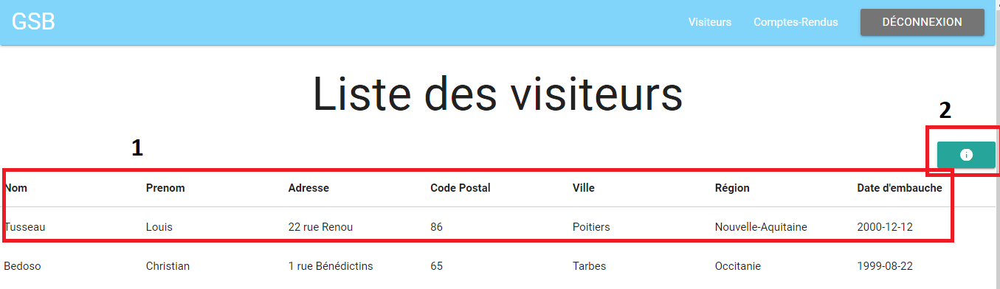 GSB Visiteurs Comptes-Rendus DÉCONNEXION
Liste des visiteurs
2
1
Nom Prenom Adresse Code Postal Ville Région Date d'embauche
Tusseau Louis 22 rue Renou 86 Poitiers Nouvelle-Aquitaine 2000-12-12
Bedoso Christian 1 rue Bénédictins 65 Tarbes Occitanie 1999-08-22